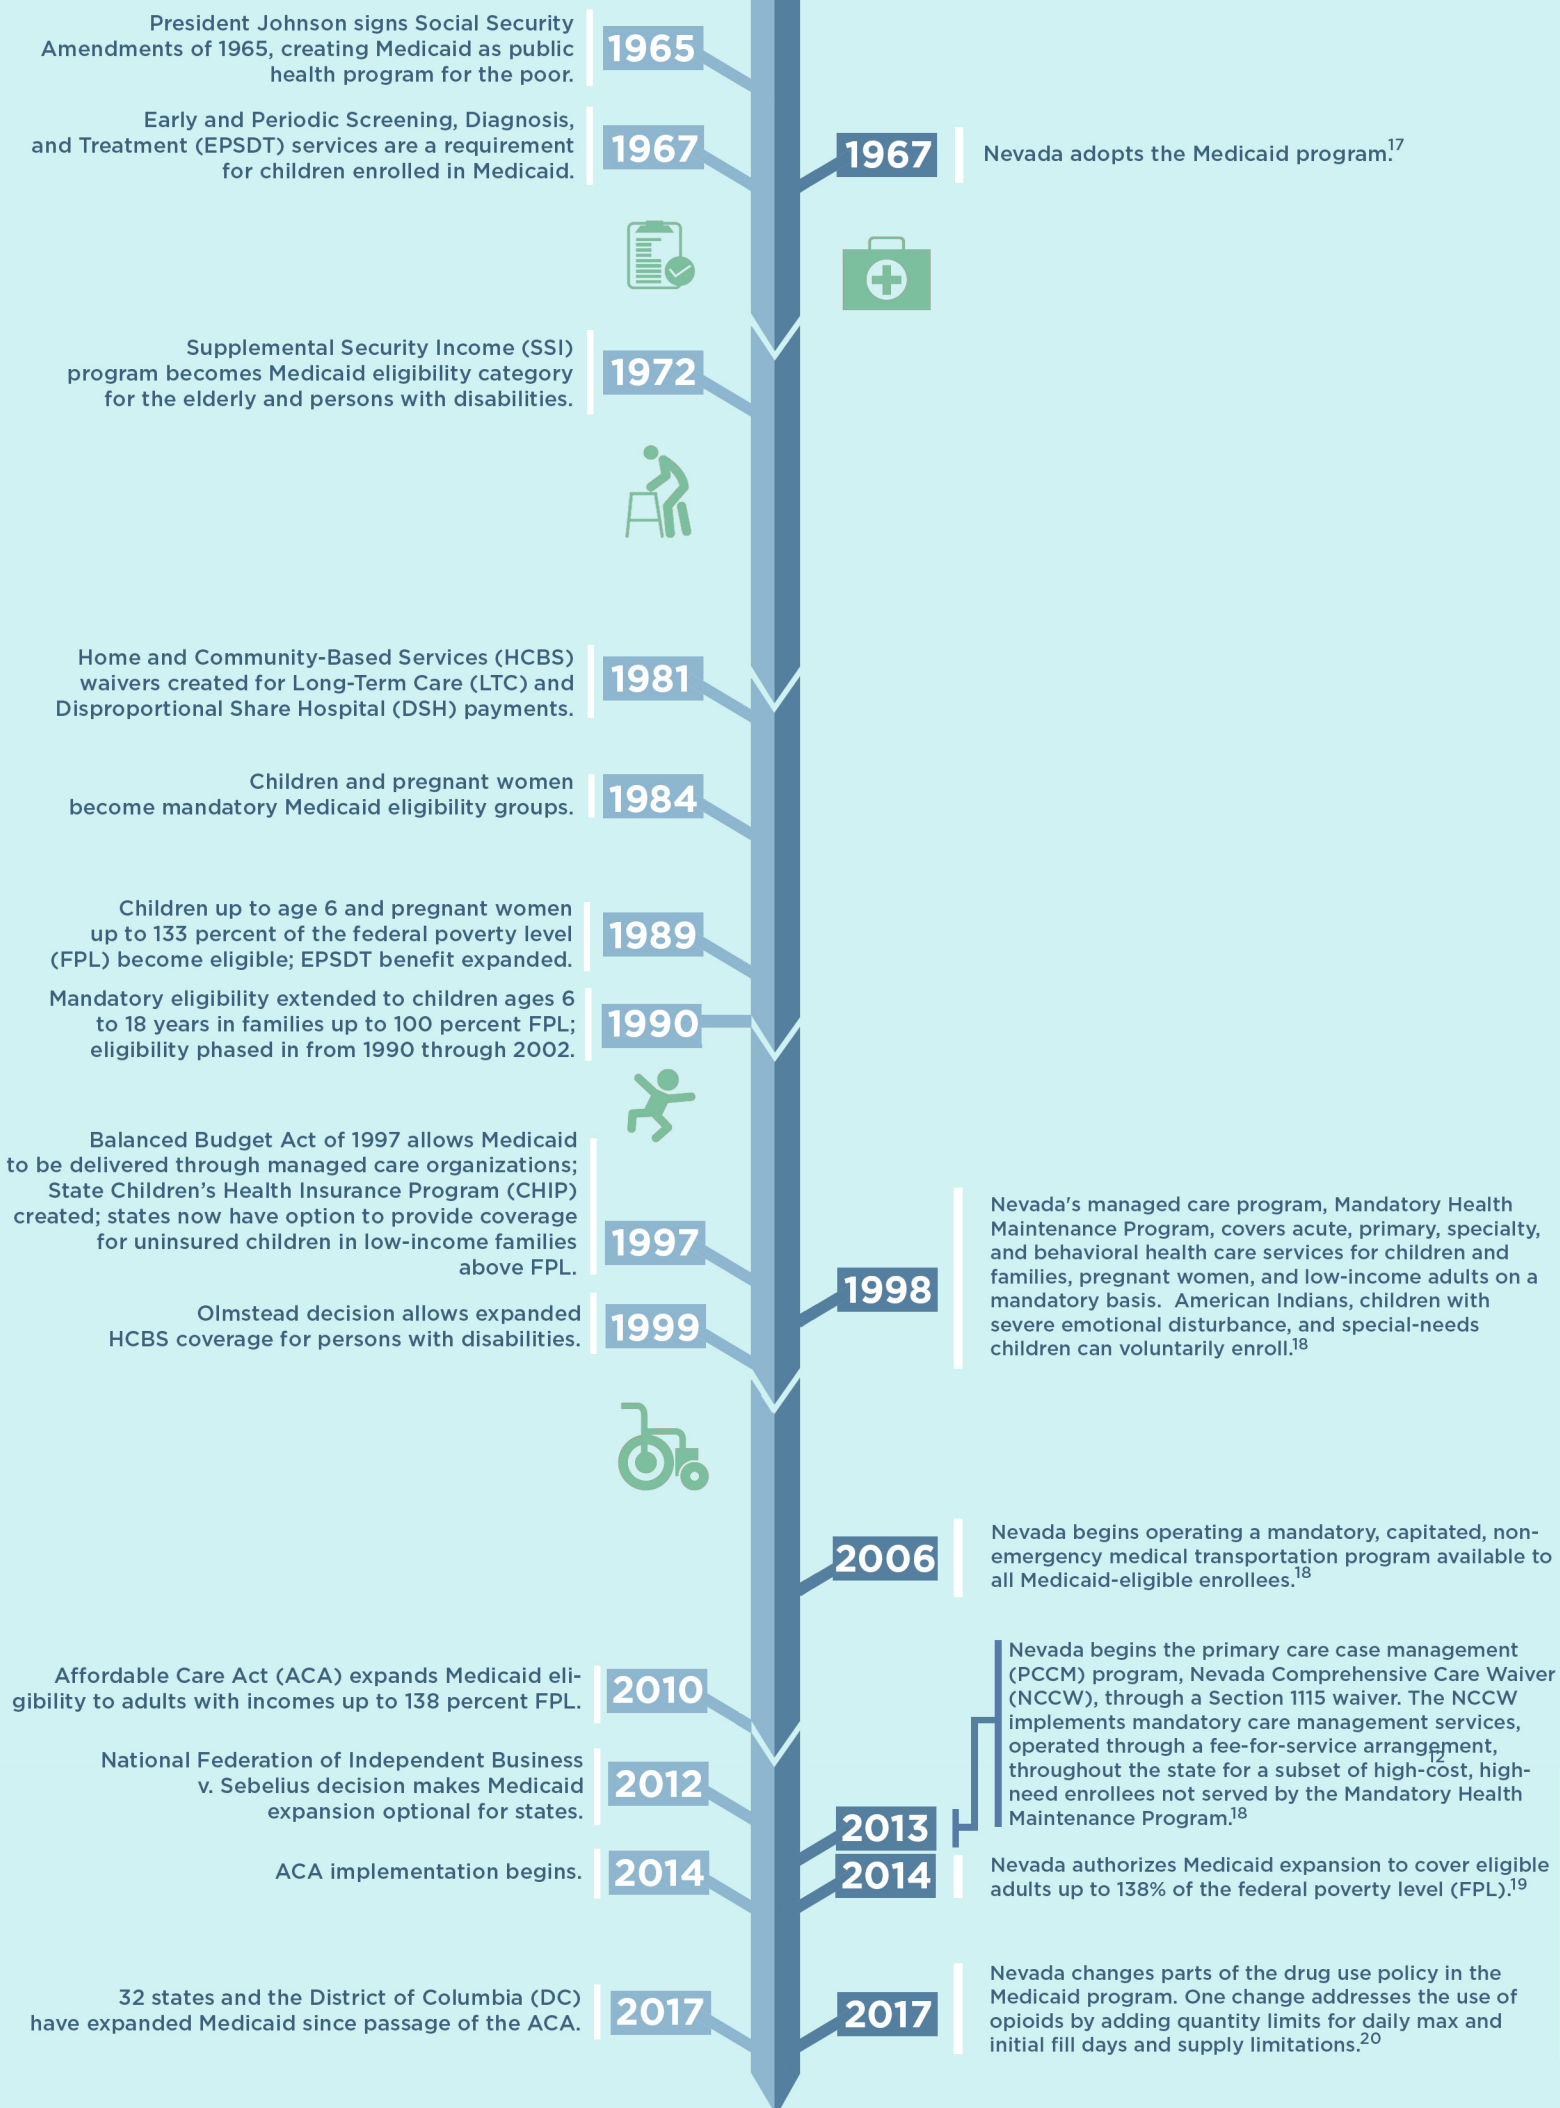 President Johnson signs Social Security
Amendments of 1965, creating Medicaid as public
health program for the poor.
1965
Early and Periodic Screening, Diagnosis,
and Treatment (EPSDT) services are a requirement
for children enrolled in Medicaid.
1967
1967
Nevada adopts the Medicaid program.17
Supplemental Security Income (SSI)
program becomes Medicaid eligibility category
for the elderly and persons with disabilities.
1972
Home and Community-Based Services (HCBS)
waivers created for Long-Term Care (LTC) and
Disproportional Share Hospital (DSH) payments.
1981
Children and pregnant women
become mandatory Medicaid eligibility groups.
1984
Children up to age 6 and pregnant women
up to 133 percent of the federal poverty level
(FPL) become eligible; EPSDT benefit expanded.
1989
Mandatory eligibility extended to children ages 6
to 18 years in families up to 100 percent FPL;
eligibility phased in from 1990 through 2002.
1990
Balanced Budget Act of 1997 allows Medicaid
to be delivered through managed care organizations;
State Children’s Health Insurance Program (CHIP)
created; states now have option to provide coverage
for uninsured children in low-income families
above FPL.
1997
1998
Nevada's managed care program, Mandatory Health
Maintenance Program, covers acute, primary, specialty,
and behavioral health care services for children and
families, pregnant women, and low-income adults on a
mandatory basis.  American Indians, children with
severe emotional disturbance, and special-needs
children can voluntarily enroll.18
Olmstead decision allows expanded
HCBS coverage for persons with disabilities.
1999
2006
Nevada begins operating a mandatory, capitated, non-
emergency medical transportation program available to
all Medicaid-eligible enrollees.18
Affordable Care Act (ACA) expands Medicaid eli-
gibility to adults with incomes up to 138 percent FPL.
2010
National Federation of Independent Business
v. Sebelius decision makes Medicaid
expansion optional for states.
2012
2013
Nevada begins the primary care case management
(PCCM) program, Nevada Comprehensive Care Waiver
(NCCW), through a Section 1115 waiver. The NCCW
implements mandatory care management services,
operated through a fee-for-service arrangement,
12
throughout the state for a subset of high-cost, high-
need enrollees not served by the Mandatory Health
Maintenance Program.18
ACA implementation begins.
2014
2014
Nevada authorizes Medicaid expansion to cover eligible
adults up to 138% of the federal poverty level (FPL).19
32 states and the District of Columbia (DC)
have expanded Medicaid since passage of the ACA.
2017
2017
Nevada changes parts of the drug use policy in the
Medicaid program. One change addresses the use of
opioids by adding quantity limits for daily max and
initial fill days and supply limitations.20